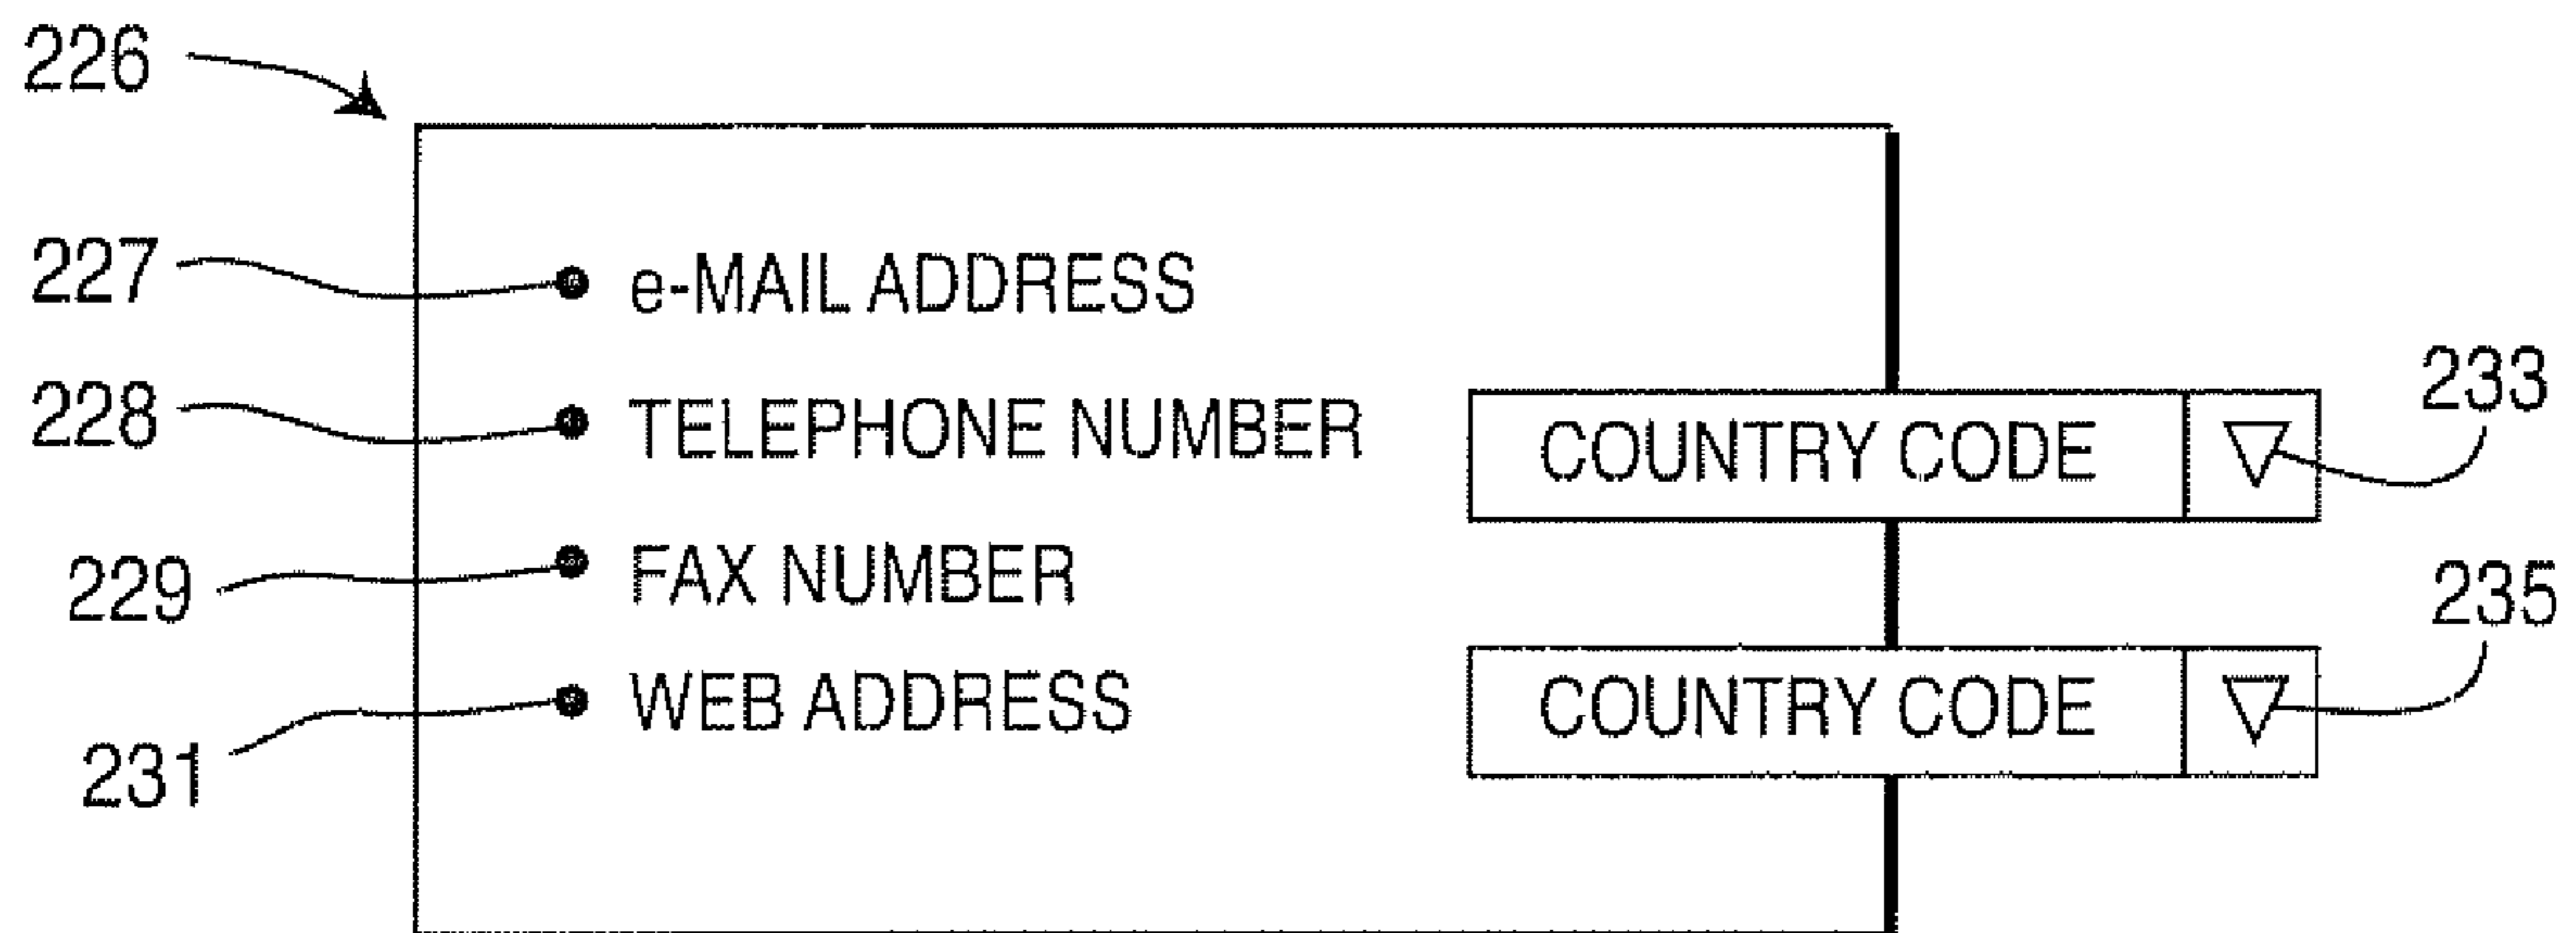 226
227 e-MAIL ADDRESS
228 TELEPHONE NUMBER COUNTRY CODE 233
229 FAX NUMBER
231 WEB ADDRESS COUNTRY CODE 235